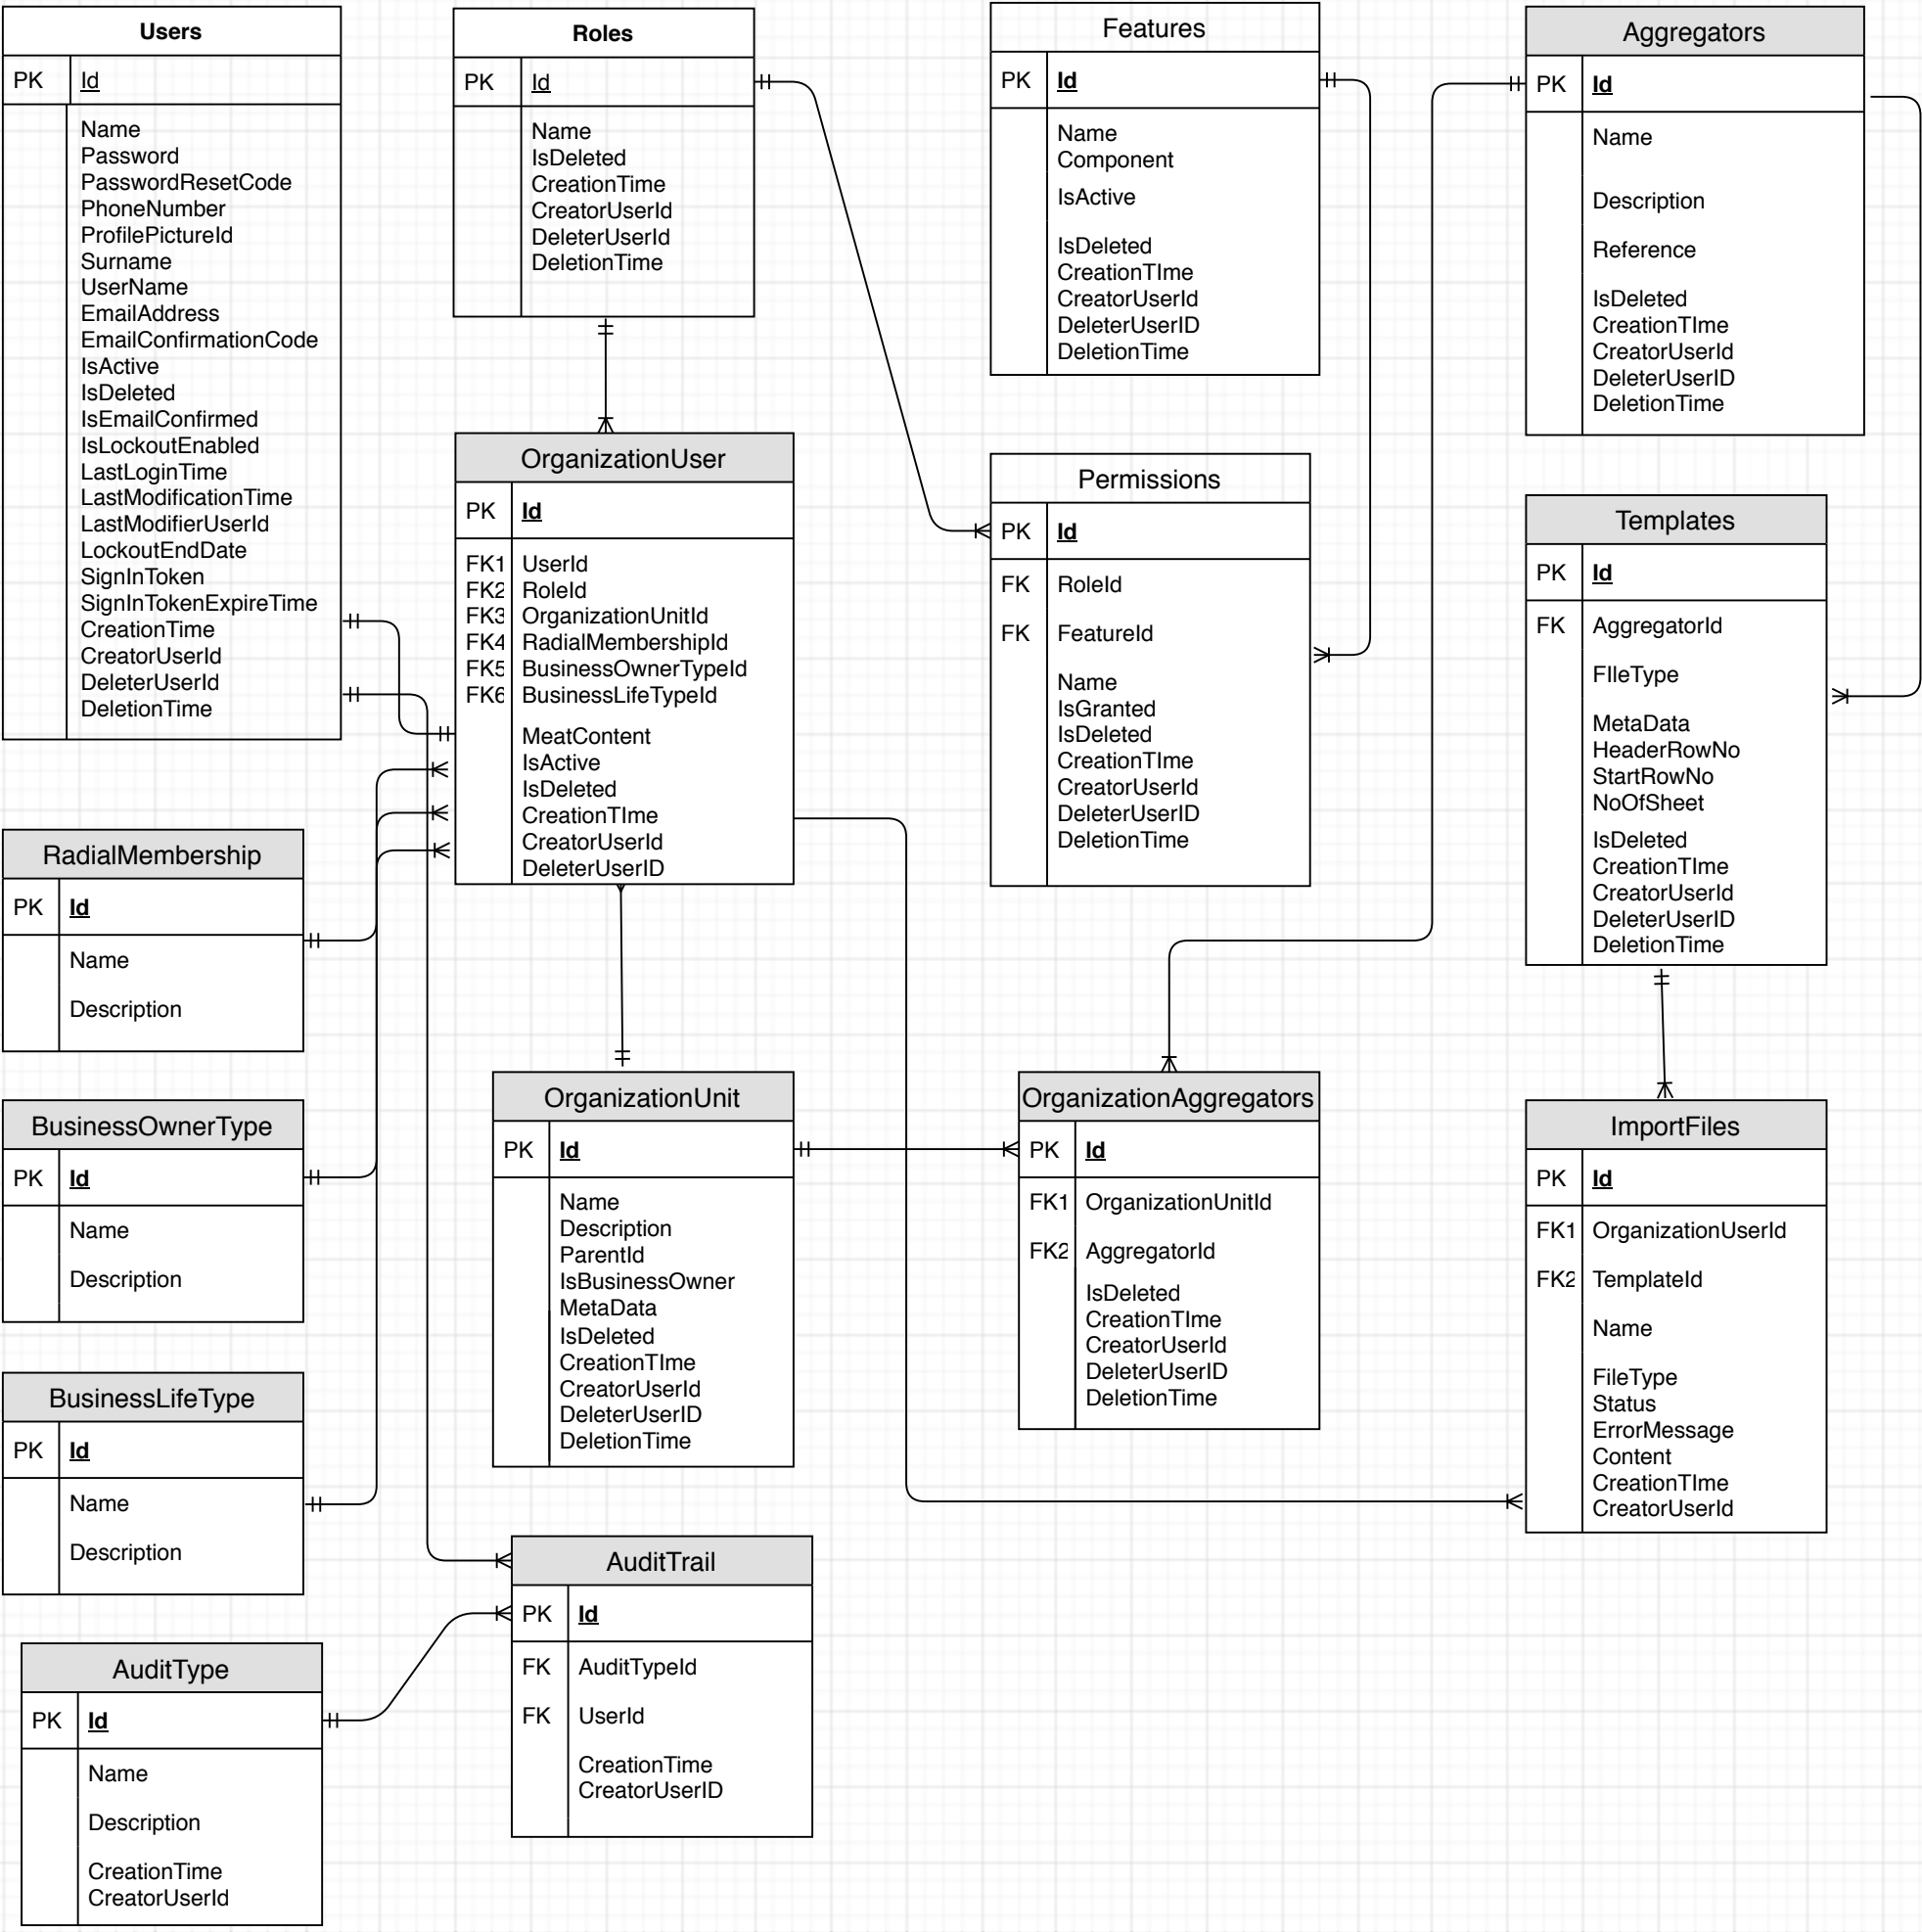 Users
PK Id
Name
Password
PasswordResetCode
PhoneNumber
ProfilePictureId
Surname
UserName
EmailAddress
EmailConfirmationCode
IsActive
IsDeleted
IsEmailConfirmed
IsLockoutEnabled
LastLoginTime
LastModificationTime
LastModifierUserId
LockoutEndDate
SignInToken
SignInTokenExpireTime
CreationTime
CreatorUserId
DeleterUserId
DeletionTime
Roles
PK Id
Name
IsDeleted
CreationTime
CreatorUserId
DeleterUserId
DeletionTime
Features
PK Id
Name
Component
IsActive
IsDeleted
CreationTIme
CreatorUserId
DeleterUserID
DeletionTime
Aggregators
PK Id
Name
Description
Reference
IsDeleted
CreationTIme
CreatorUserId
DeleterUserID
DeletionTime
OrganizationUser
PK Id
FK1 UserId
FK2 RoleId
FK3 OrganizationUnitId
FK4 RadialMembershipId
FK5 BusinessOwnerTypeId
FK6 BusinessLifeTypeId
MeatContent
IsActive
IsDeleted
CreationTIme
CreatorUserId
DeleterUserID
Permissions
PK Id
FK RoleId
FK FeatureId
Name
IsGranted
IsDeleted
CreationTIme
CreatorUserId
DeleterUserID
DeletionTime
Templates
PK Id
FK AggregatorId
FIleType
MetaData
HeaderRowNo
StartRowNo
NoOfSheet
IsDeleted
CreationTIme
CreatorUserId
DeleterUserID
DeletionTime
RadialMembership
PK Id
Name
Description
BusinessOwnerType
PK Id
Name
Description
BusinessLifeType
PK Id
Name
Description
OrganizationUnit
PK Id
Name
Description
ParentId
IsBusinessOwner
MetaData
IsDeleted
CreationTIme
CreatorUserId
DeleterUserID
DeletionTime
OrganizationAggregators
PK Id
FK1 OrganizationUnitId
FK2 AggregatorId
IsDeleted
CreationTIme
CreatorUserId
DeleterUserID
DeletionTime
ImportFiles
PK Id
FK1 OrganizationUserId
FK2 TemplateId
Name
FileType
Status
ErrorMessage
Content
CreationTIme
CreatorUserId
AuditTrail
PK Id
FK AuditTypeId
FK UserId
CreationTime
CreatorUserID
AuditType
PK Id
Name
Description
CreationTime
CreatorUserId